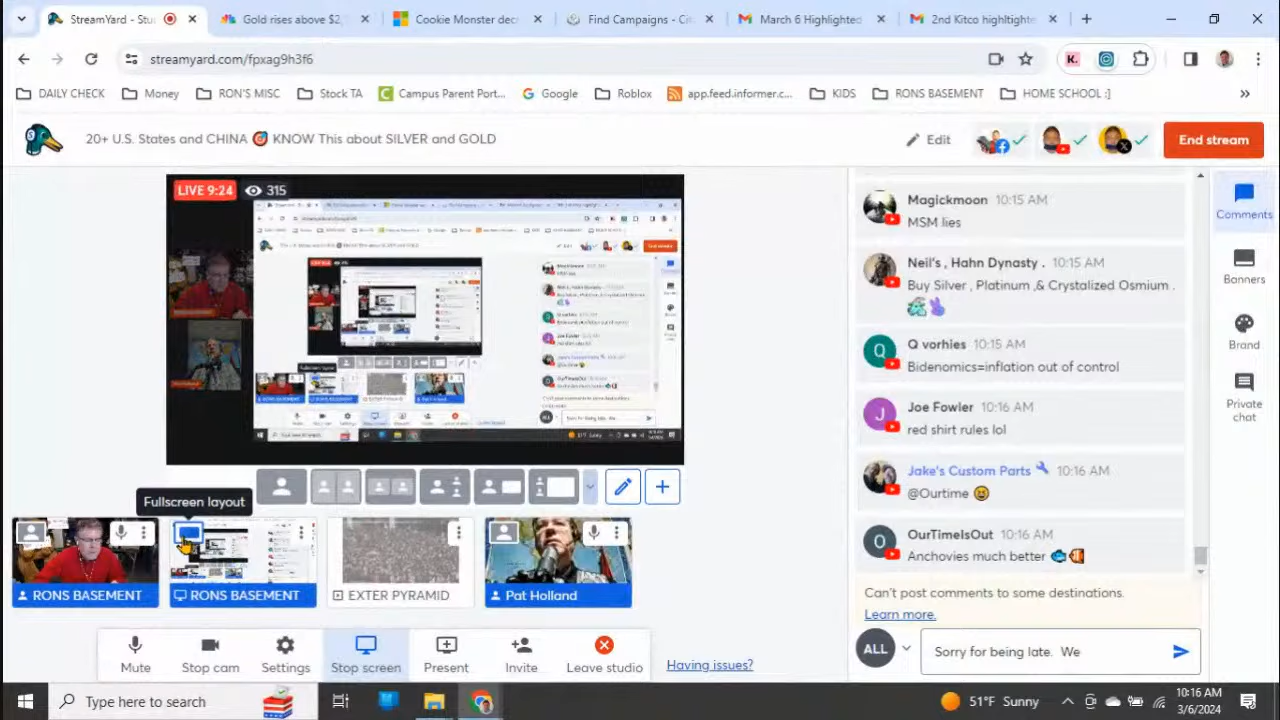 StreamYard - Stu
Gold rises above $2,
Cookie Monster dec
Find Campaigns - Ci
March 6 Highlighted
2nd Kitco highltighte
streamyard.com/fpxag9h3f6
K.
DAILY CHECK
Money
RON'S MISC
Stock TA
Campus Parent Port...
Google
Roblox
app.feed.informer.c...
KIDS
RONS BASEMENT
HOME SCHOOL :]
20+ U.S. States and CHINA 🎯 KNOW This about SILVER and GOLD
Edit
End stream
LIVE 9:24
315
Magickmoon 10:15 AM
MSM lies
Neil's , Hahn Dynasty . 10:15 AM
Buy Silver , Platinum ,& Crystalized Osmium .
Q vorhies 10:15 AM
Bidenomics=inflation out of control
Joe Fowler 10:16 AM
red shirt rules lol
Jake's Custom Parts 10:16 AM
@Ourtime
OurTimeIsOut 10:16 AM
Anchovies much better
Q
J
O
Can't post comments to some destinations.
Learn more.
ALL
Sorry for being late. We
Comments
Banners
Brand
Private
chat
Fullscreen layout
RONS BASEMENT
RONS BASEMENT
EXTER PYRAMID
Pat Holland
Mute
Stop cam
Settings
Stop screen
Present
Invite
Leave studio
Having issues?
Type here to search
51°F Sunny
10:16 AM
3/6/2024